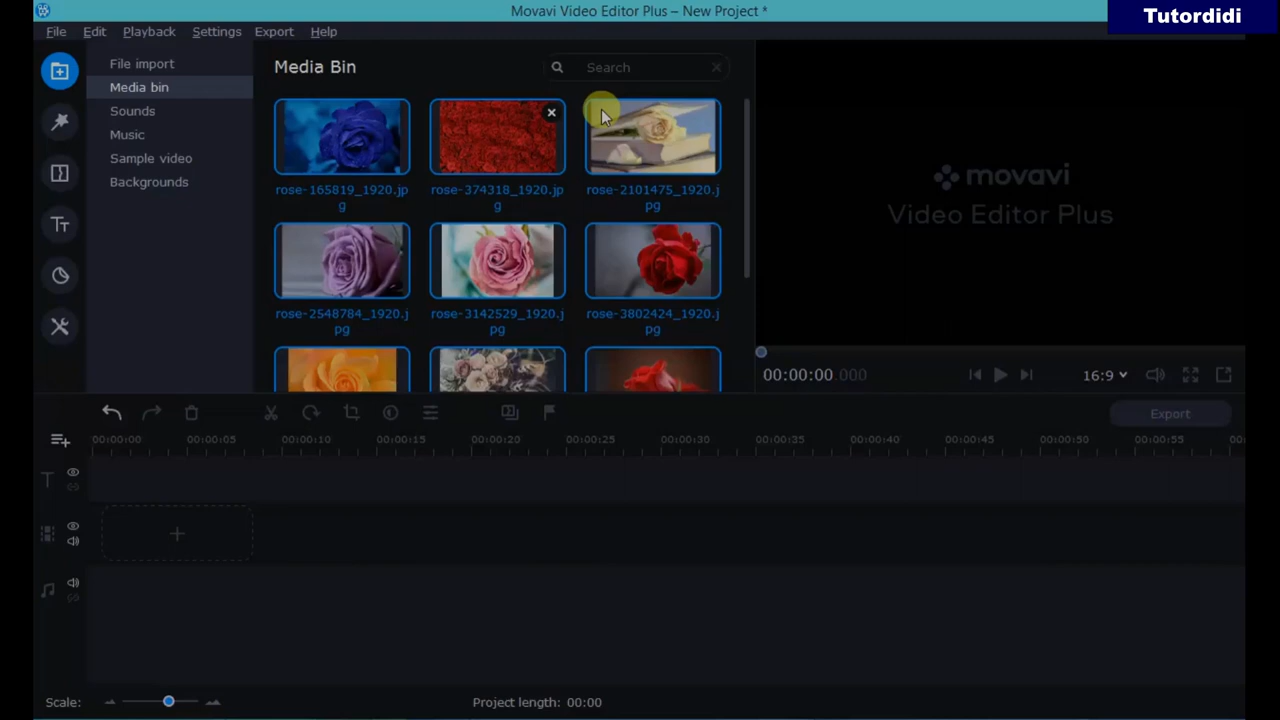 Movavi Video Editor Plus – New Project *
Tutordidi
File Edit Playback Settings Export Help
File import
Media bin
Sounds
Music
Sample video
Backgrounds
Media Bin
Search
rose-165819_1920.jp
g
rose-374318_1920.jp
g
rose-2101475_1920.j
pg
rose-2548784_1920.j
pg
rose-3142529_1920.j
pg
rose-3802424_1920.j
pg
movavi
Video Editor Plus
00:00:00.000
16:9
Export
00:00:00 00:00:05 00:00:10 00:00:15 00:00:20 00:00:25 00:00:30 00:00:35 00:00:40 00:00:45 00:00:50 00:00:55 00:
Scale:
Project length: 00:00